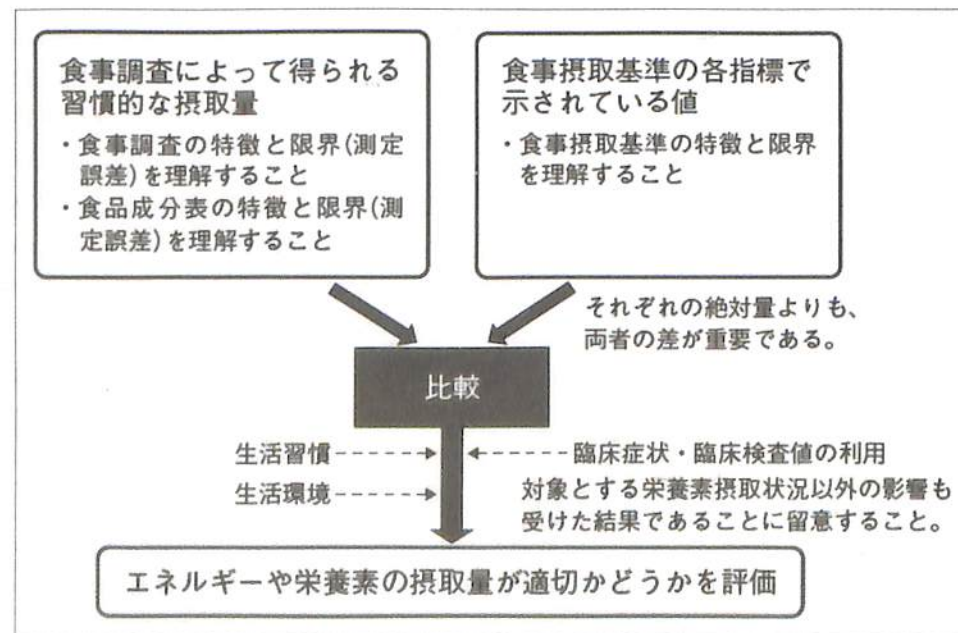 食事調査によって得られる
習慣的な摂取量
・食事調査の特徴と限界(測定
誤差)を理解すること
・食品成分表の特徴と限界(測
定誤差)を理解すること
食事摂取基準の各指標で
示されている値
・食事摂取基準の特徴と限界
を理解すること
それぞれの絶対量よりも、
両者の差が重要である。
比較
生活習慣
生活環境
臨床症状・臨床検査値の利用
対象とする栄養素摂取状況以外の影響も
受けた結果であることに留意すること。
エネルギーや栄養素の摂取量が適切かどうかを評価